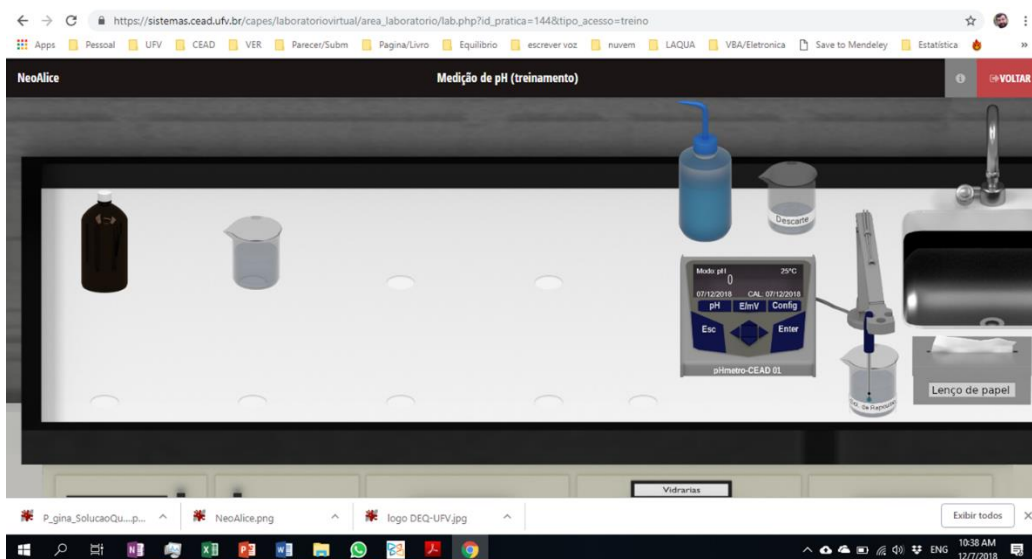 https://sistemas.cead.ufv.br/capes/laboratoriovirtual/area_laboratorio/lab.php?id_pratica=144&tipo_acesso=treino
Apps Pessoal UFV CEAD VER Parecer/Subm Pagina/Livro Equilibrio escrever voz nuvem LAQUA VBA/Eletronica Save to Mendeley Estatística »
NeoAlice Medição de pH (treinamento) VOLTAR
Descarte
Modo: pH 25°C
0
07/12/2018 CAL: 07/12/2018
pH E/mV Config
Esc Enter
pHmetro-CEAD 01
Sol. de Repouso
Lenço de papel
Vidrarias
P_gina_SolucaoQu....p... NeoAlice.png logo DEQ-UFV.jpg Exibir todos
ENG 10:38 AM
12/7/2018